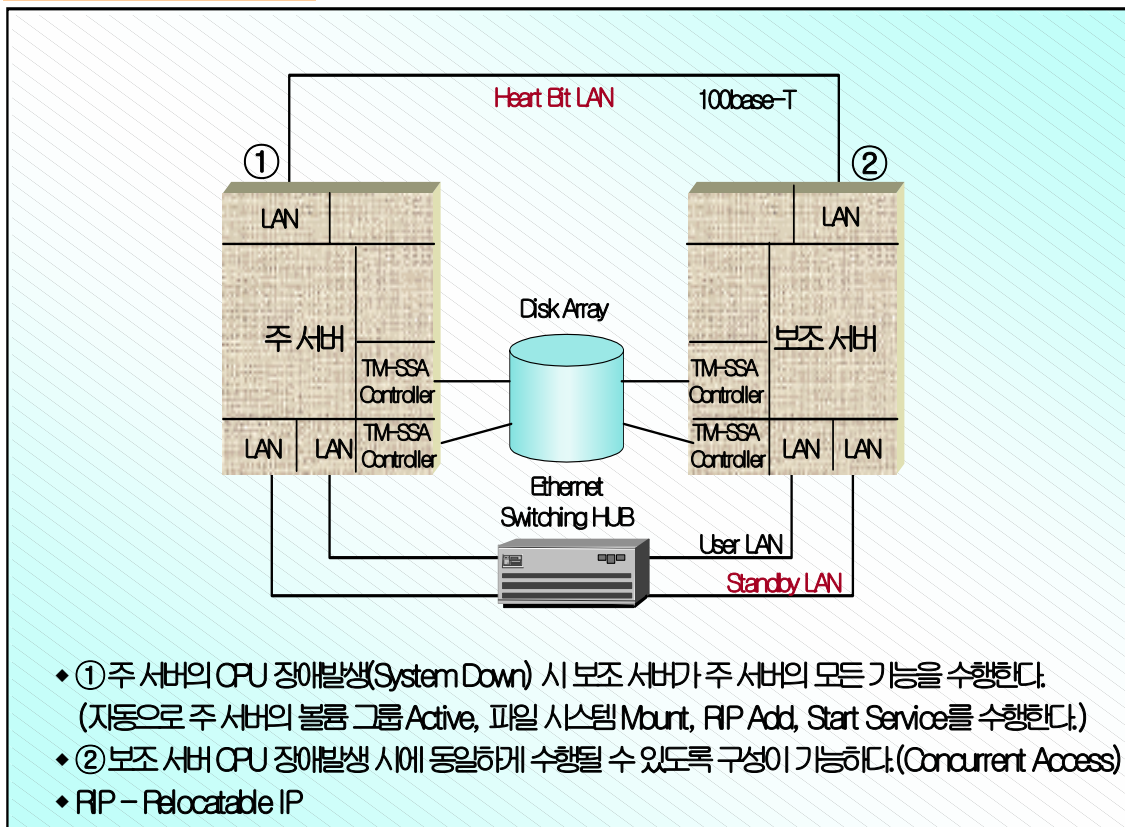 Heart Bit LAN
100base-T
①
②
LAN
LAN
Disk Array
주 서버
보조 서버
TM-SSA
Controller
TM-SSA
Controller
LAN
LAN
TM-SSA
Controller
TM-SSA
Controller
LAN
LAN
Ethernet
Switching HUB
User LAN
Standby LAN
◆ ① 주 서버의 CPU 장애발생(System Down) 시 보조 서버가 주 서버의 모든 기능을 수행한다.
(자동으로 주 서버의 볼륨 그룹 Active, 파일 시스템 Mount, RIP Add, Start Service를 수행한다.)
◆ ② 보조 서버 CPU 장애발생 시에 동일하게 수행될 수 있도록 구성이 가능하다.(Concurrent Access)
◆ RIP - Relocatable IP